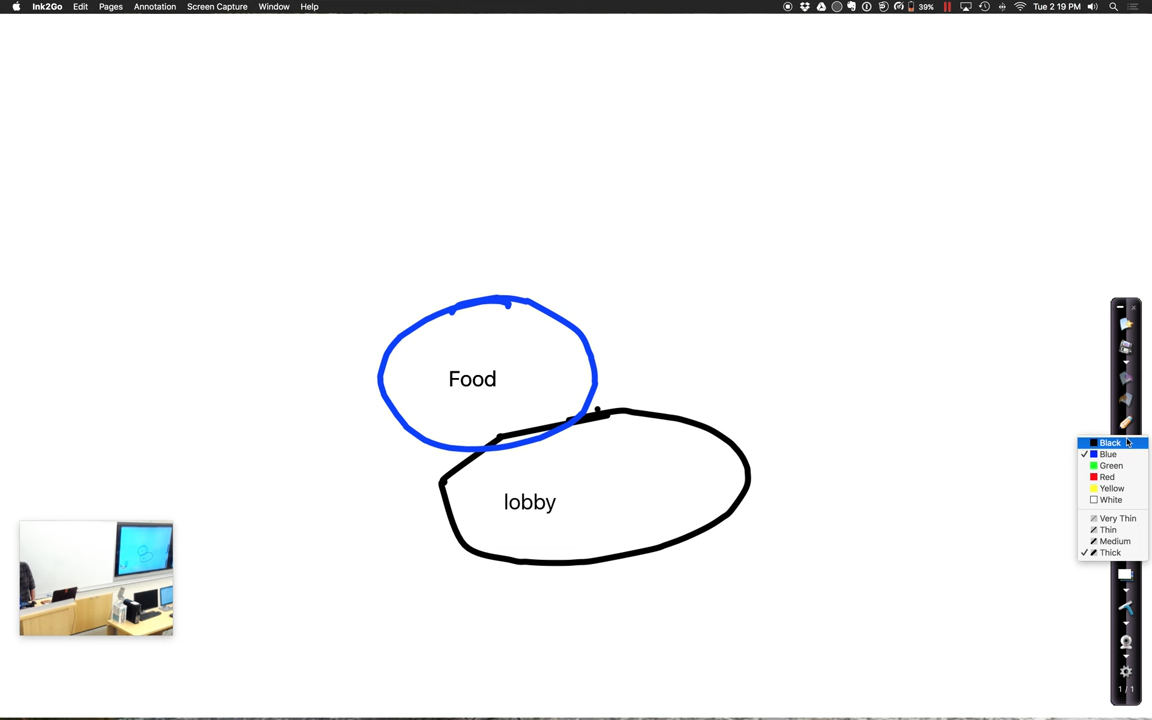 Ink2Go Edit Pages Annotation Screen Capture Window Help 39% Tue 2 19 PM
Food
lobby
Black
Blue
Green
Red
Yellow
White
Very Thin
Thin
Medium
Thick
1 / 1